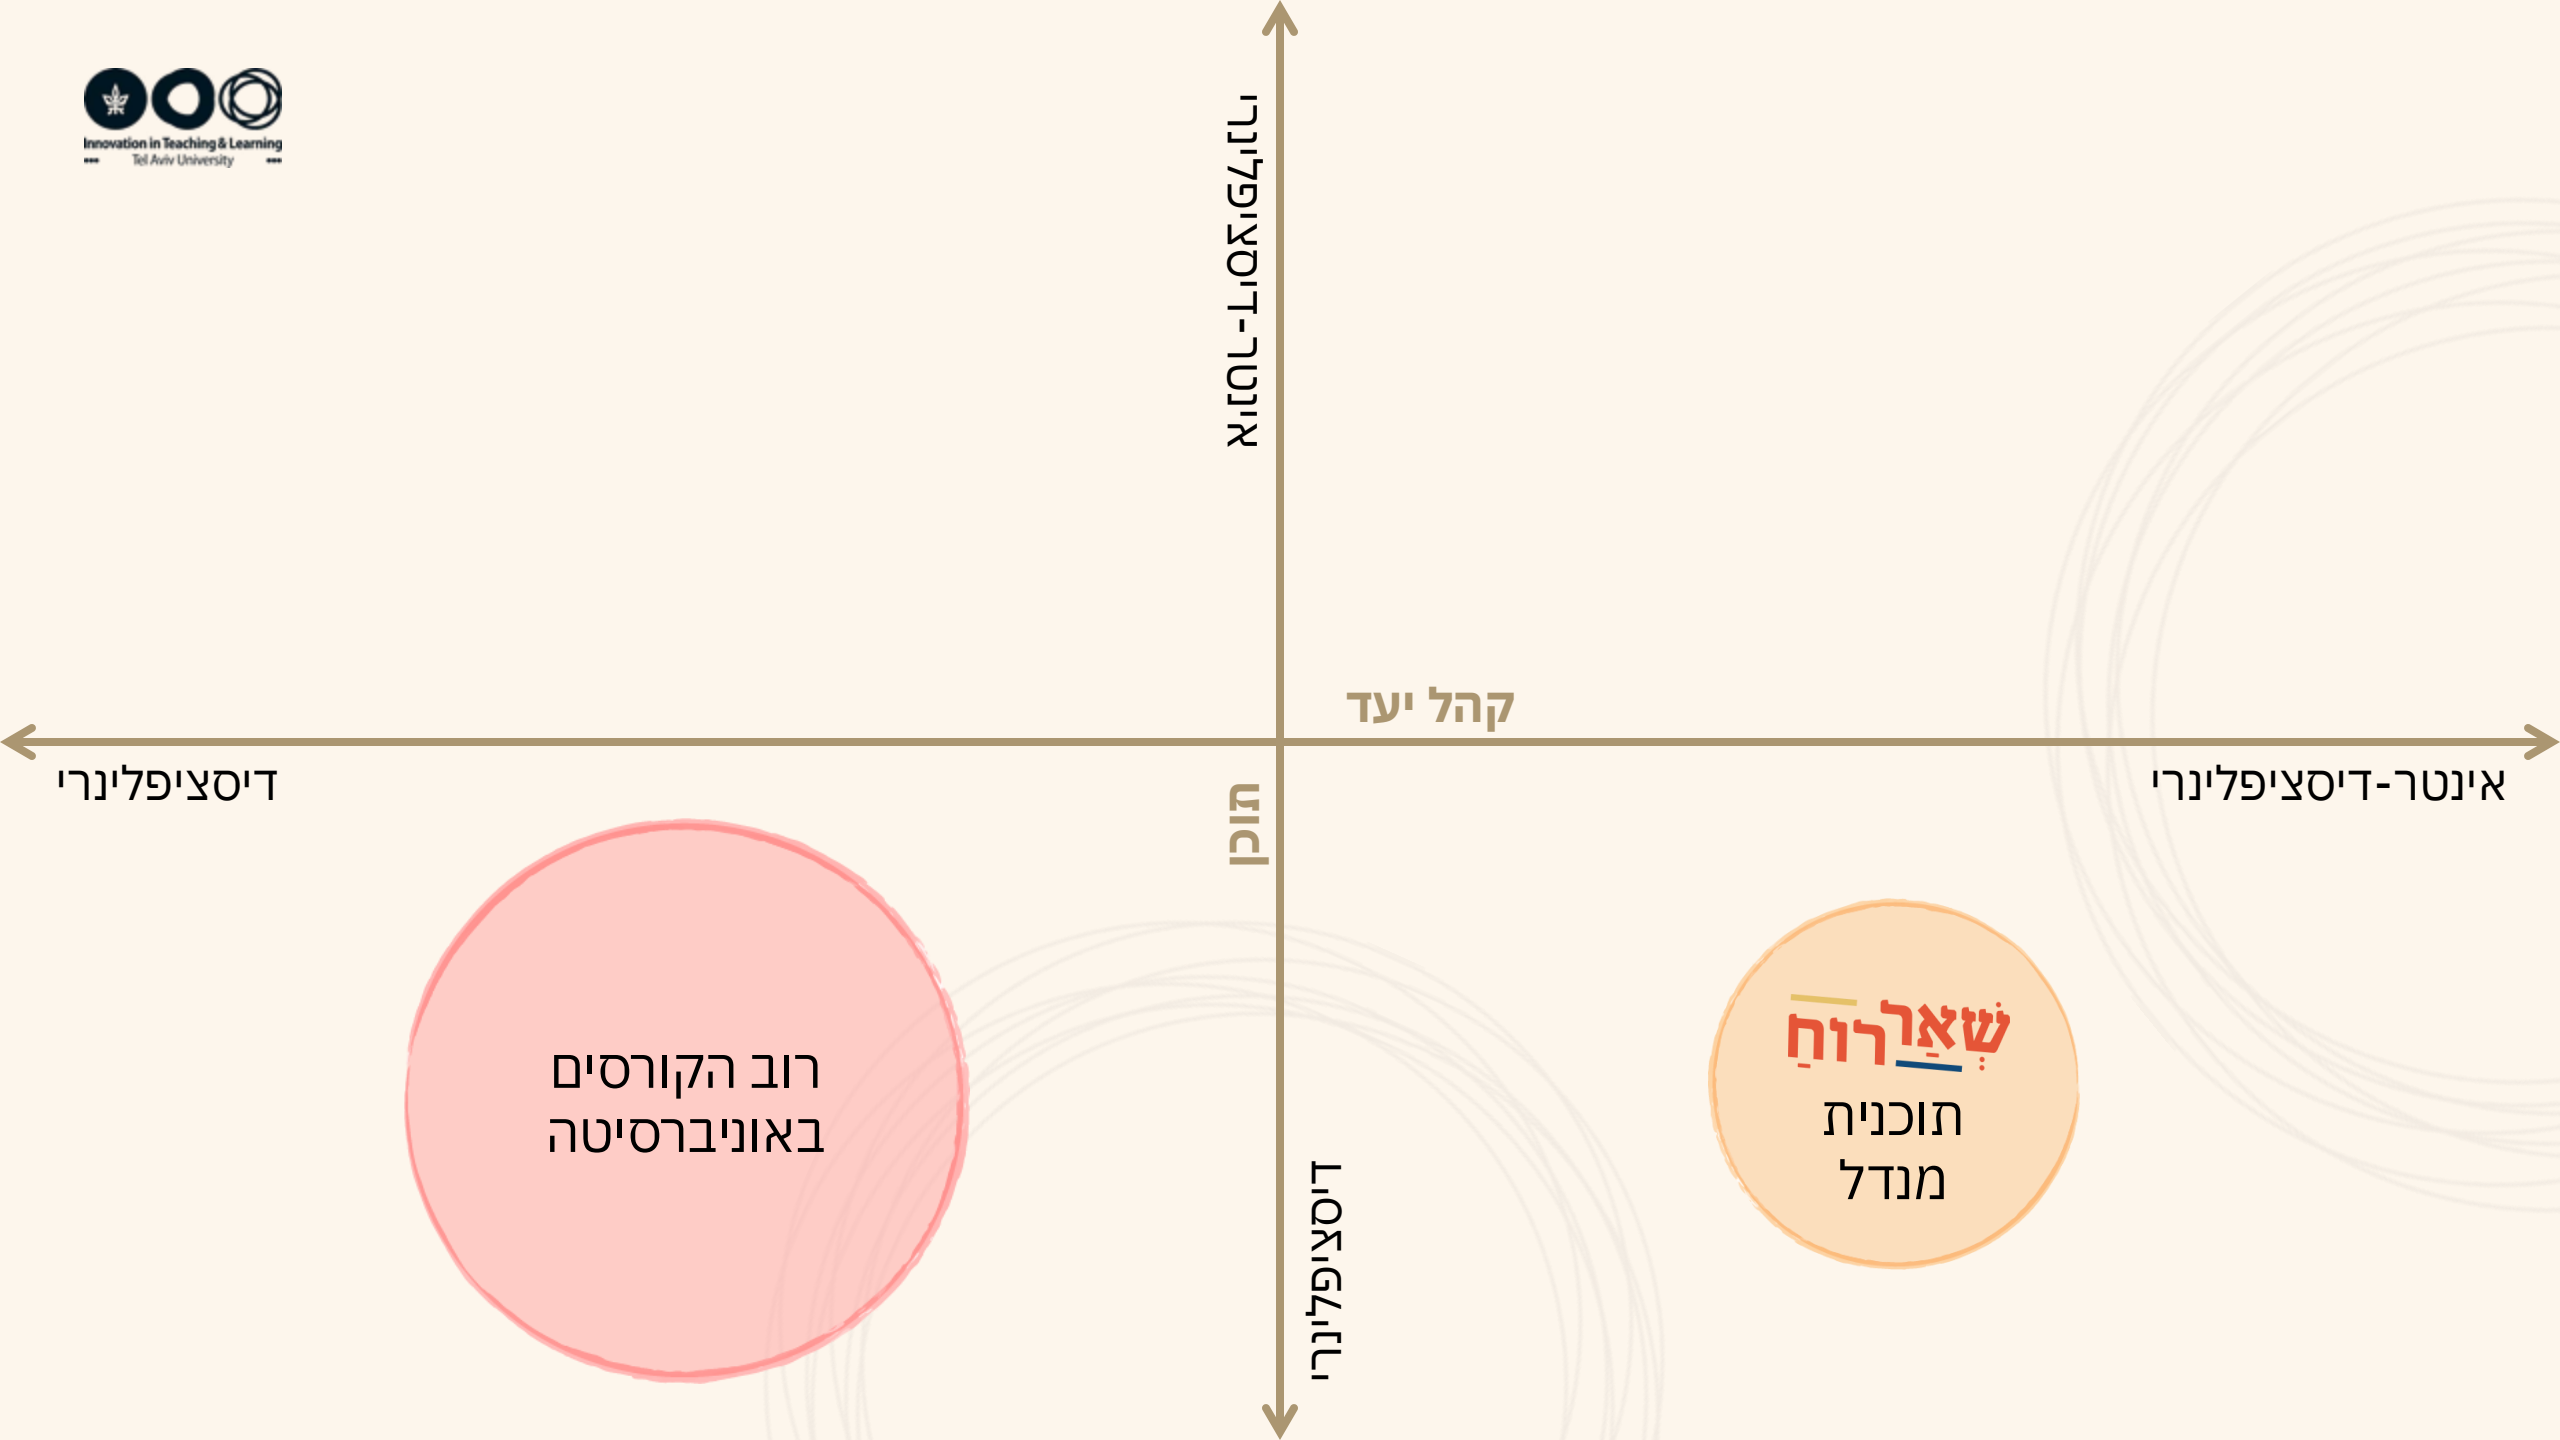 Innovation in Teaching & Learning
Tel Aviv University
אינטר-דיסציפלינרי
קהל יעד
אינטר-דיסציפלינרי
דיסציפלינרי
תוכן
שְׁאַר רוּחַ
תוכנית
מנדל
רוב הקורסים
באוניברסיטה
דיסציפלינרי